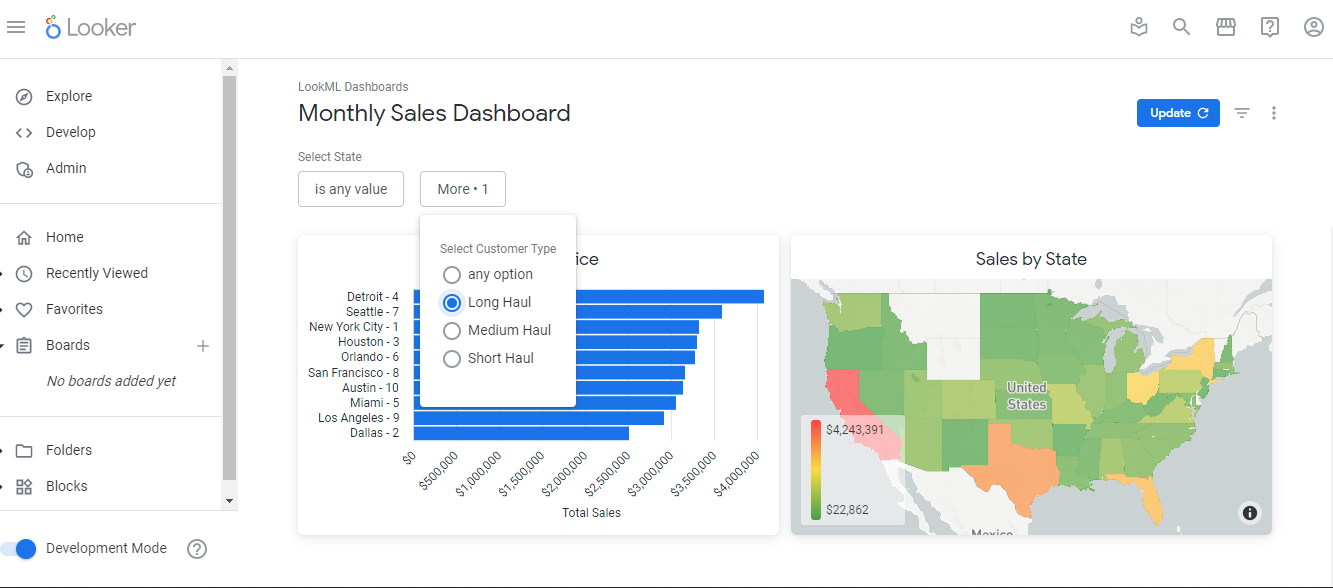 Looker
Explore
Develop
Admin
Home
Recently Viewed
Favorites
Boards
No boards added yet
Folders
Blocks
Development Mode
LookML Dashboards
Monthly Sales Dashboard
Update
Select State
is any value
More • 1
Select Customer Type
any option
Long Haul
Medium Haul
Short Haul
ice
Detroit - 4
Seattle - 7
New York City - 1
Houston - 3
Orlando - 6
San Francisco - 8
Austin - 10
Miami - 5
Los Angeles - 9
Dallas - 2
$0
$500,000
$1,000,000
$1,500,000
$2,000,000
$2,500,000
$3,000,000
$3,500,000
$4,000,000
Total Sales
Sales by State
United
States
$4,243,391
$22,862
Mexico